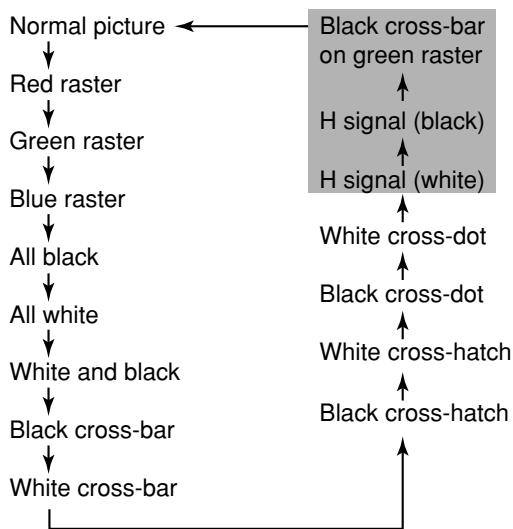 Normal picture
Red raster
Green raster
Blue raster
All black
All white
White and black
Black cross-bar
White cross-bar
Black cross-hatch
White cross-hatch
Black cross-dot
White cross-dot
H signal (white)
H signal (black)
Black cross-bar
on green raster